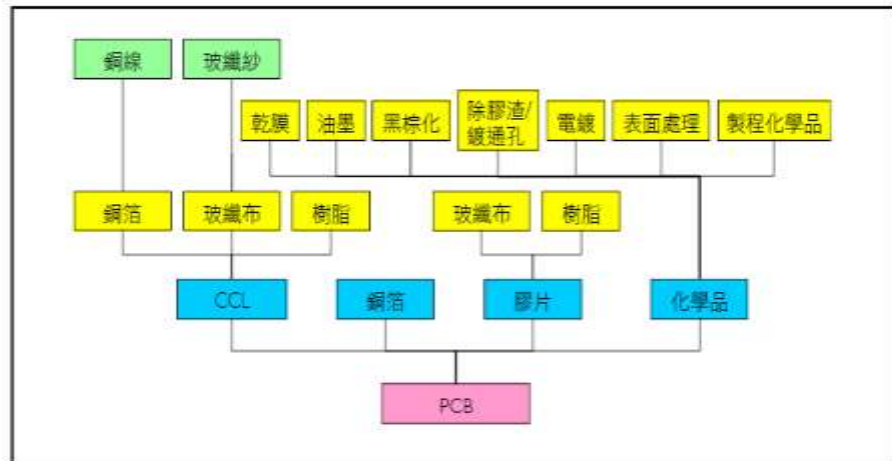 銅線
玻纖紗
乾膜
油墨
黑棕化
除膠渣/
鍍通孔
電鍍
表面處理
製程化學品
銅箔
玻纖布
樹脂
玻纖布
樹脂
CCL
銅箔
膠片
化學品
PCB